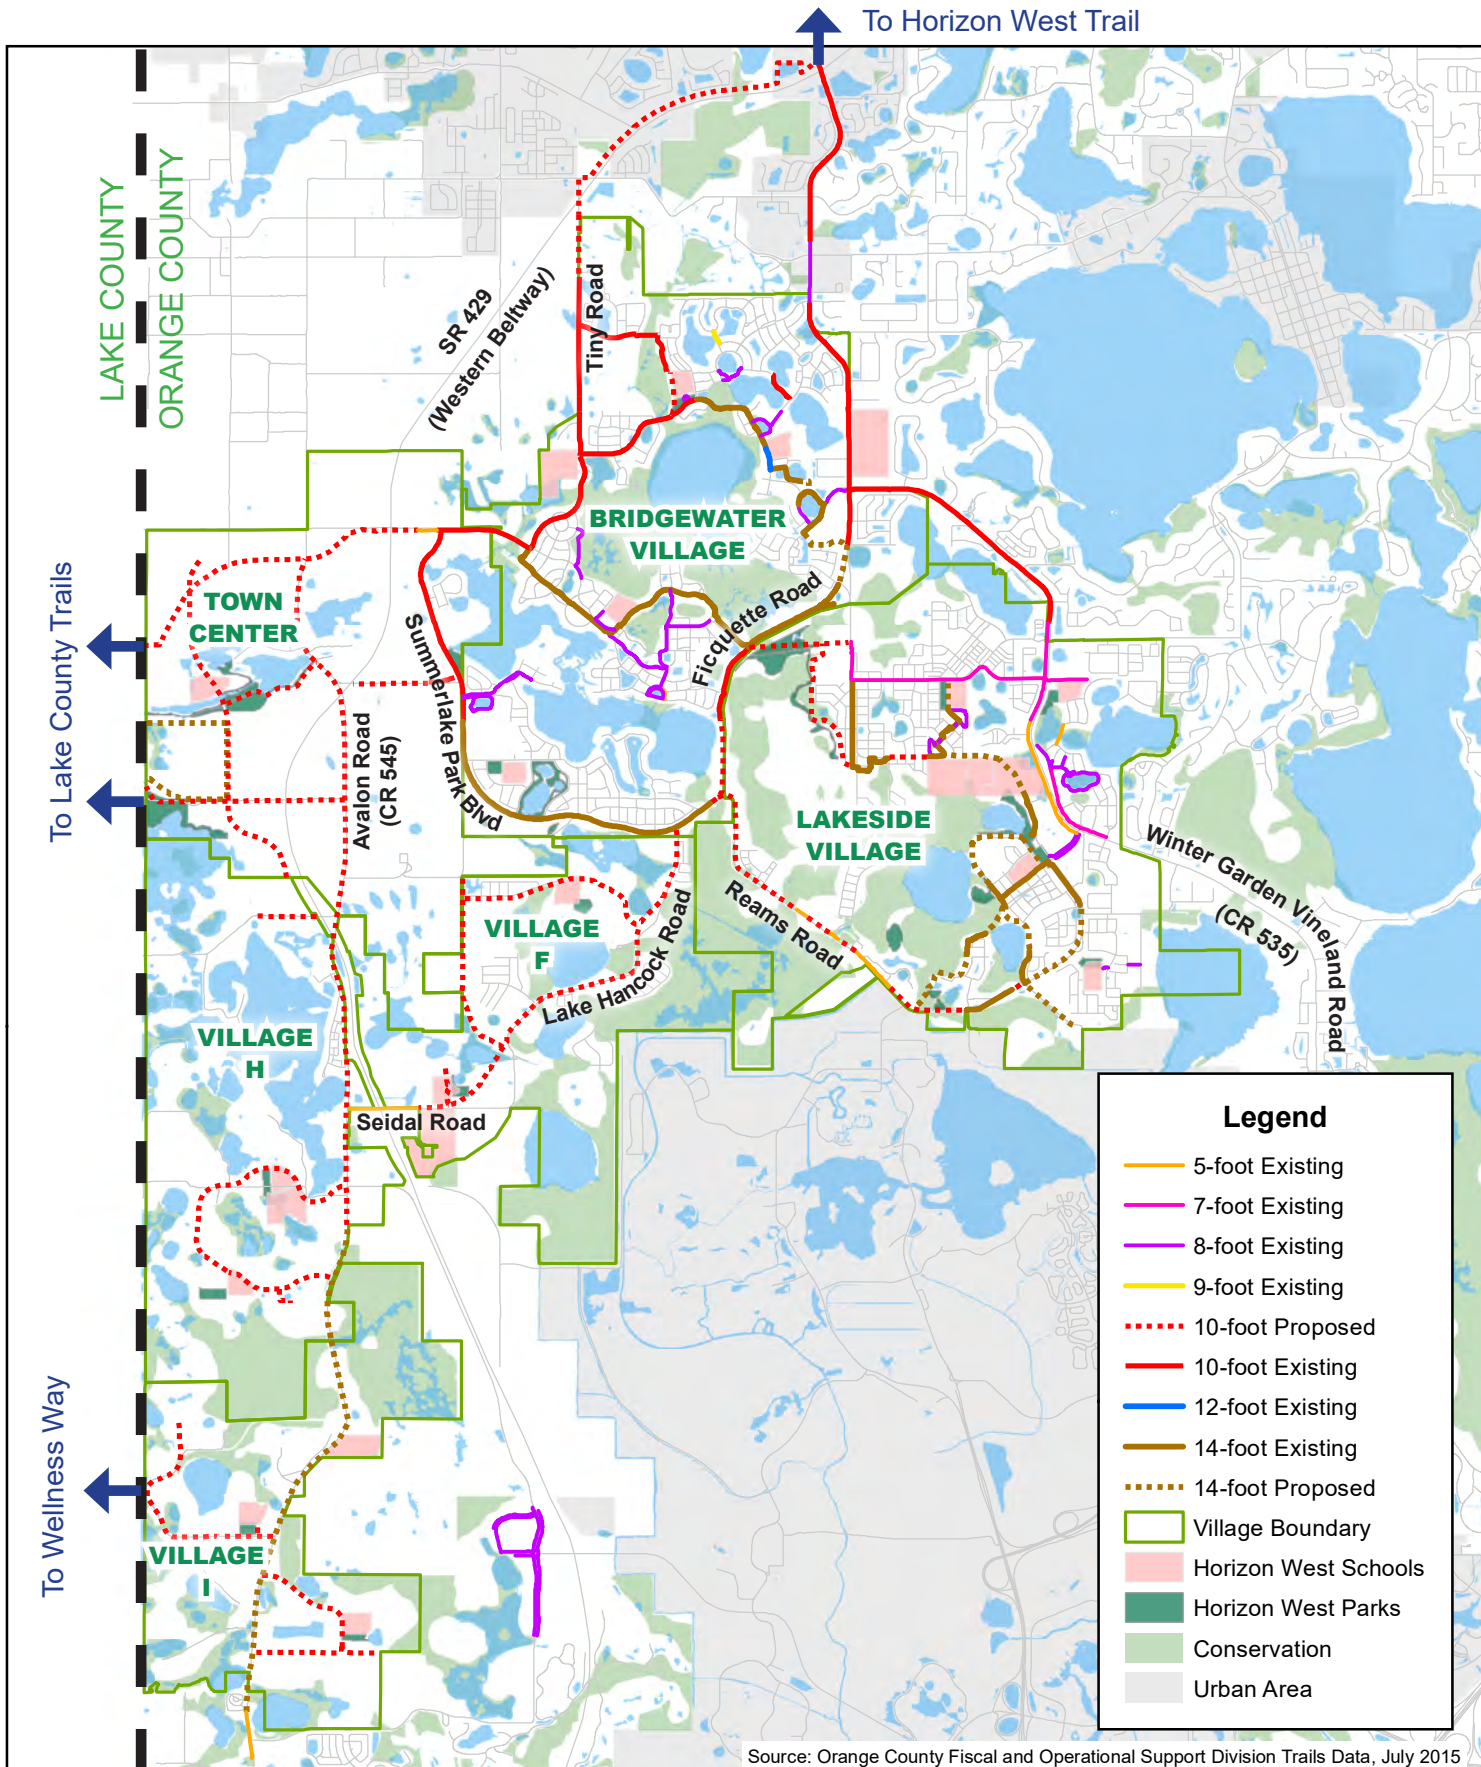 To Horizon West Trail
LAKE COUNTY
ORANGE COUNTY
SR 429
(Western Beltway)
Tiny Road
BRIDGEWATER
VILLAGE
To Lake County Trails
TOWN
CENTER
Summerlake Park Blvd
Ficquette Road
Avalon Road
(CR 545)
LAKESIDE
VILLAGE
Winter Garden Vineland Road
(CR 535)
Reams Road
VILLAGE
F
Lake Hancock Road
VILLAGE
H
Seidal Road
To Wellness Way
VILLAGE
I
Legend
5-foot Existing
7-foot Existing
8-foot Existing
9-foot Existing
10-foot Proposed
10-foot Existing
12-foot Existing
14-foot Existing
14-foot Proposed
Village Boundary
Horizon West Schools
Horizon West Parks
Conservation
Urban Area
Source: Orange County Fiscal and Operational Support Division Trails Data, July 2015